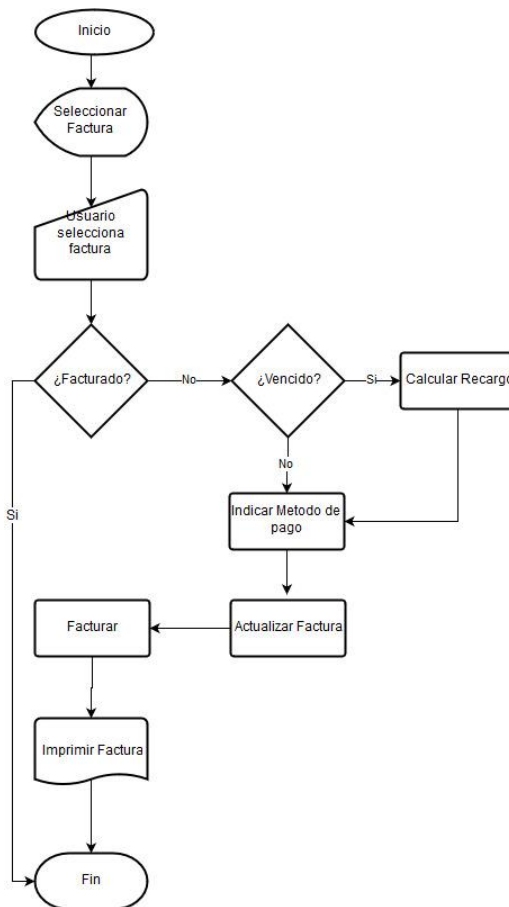 Inicio
Seleccionar
Factura
Usuario
selecciona
factura
¿Facturado?
No
¿Vencido?
Si
Calcular Recargo
No
Si
Indicar Metodo de
pago
Facturar
Actualizar Factura
Imprimir Factura
Fin